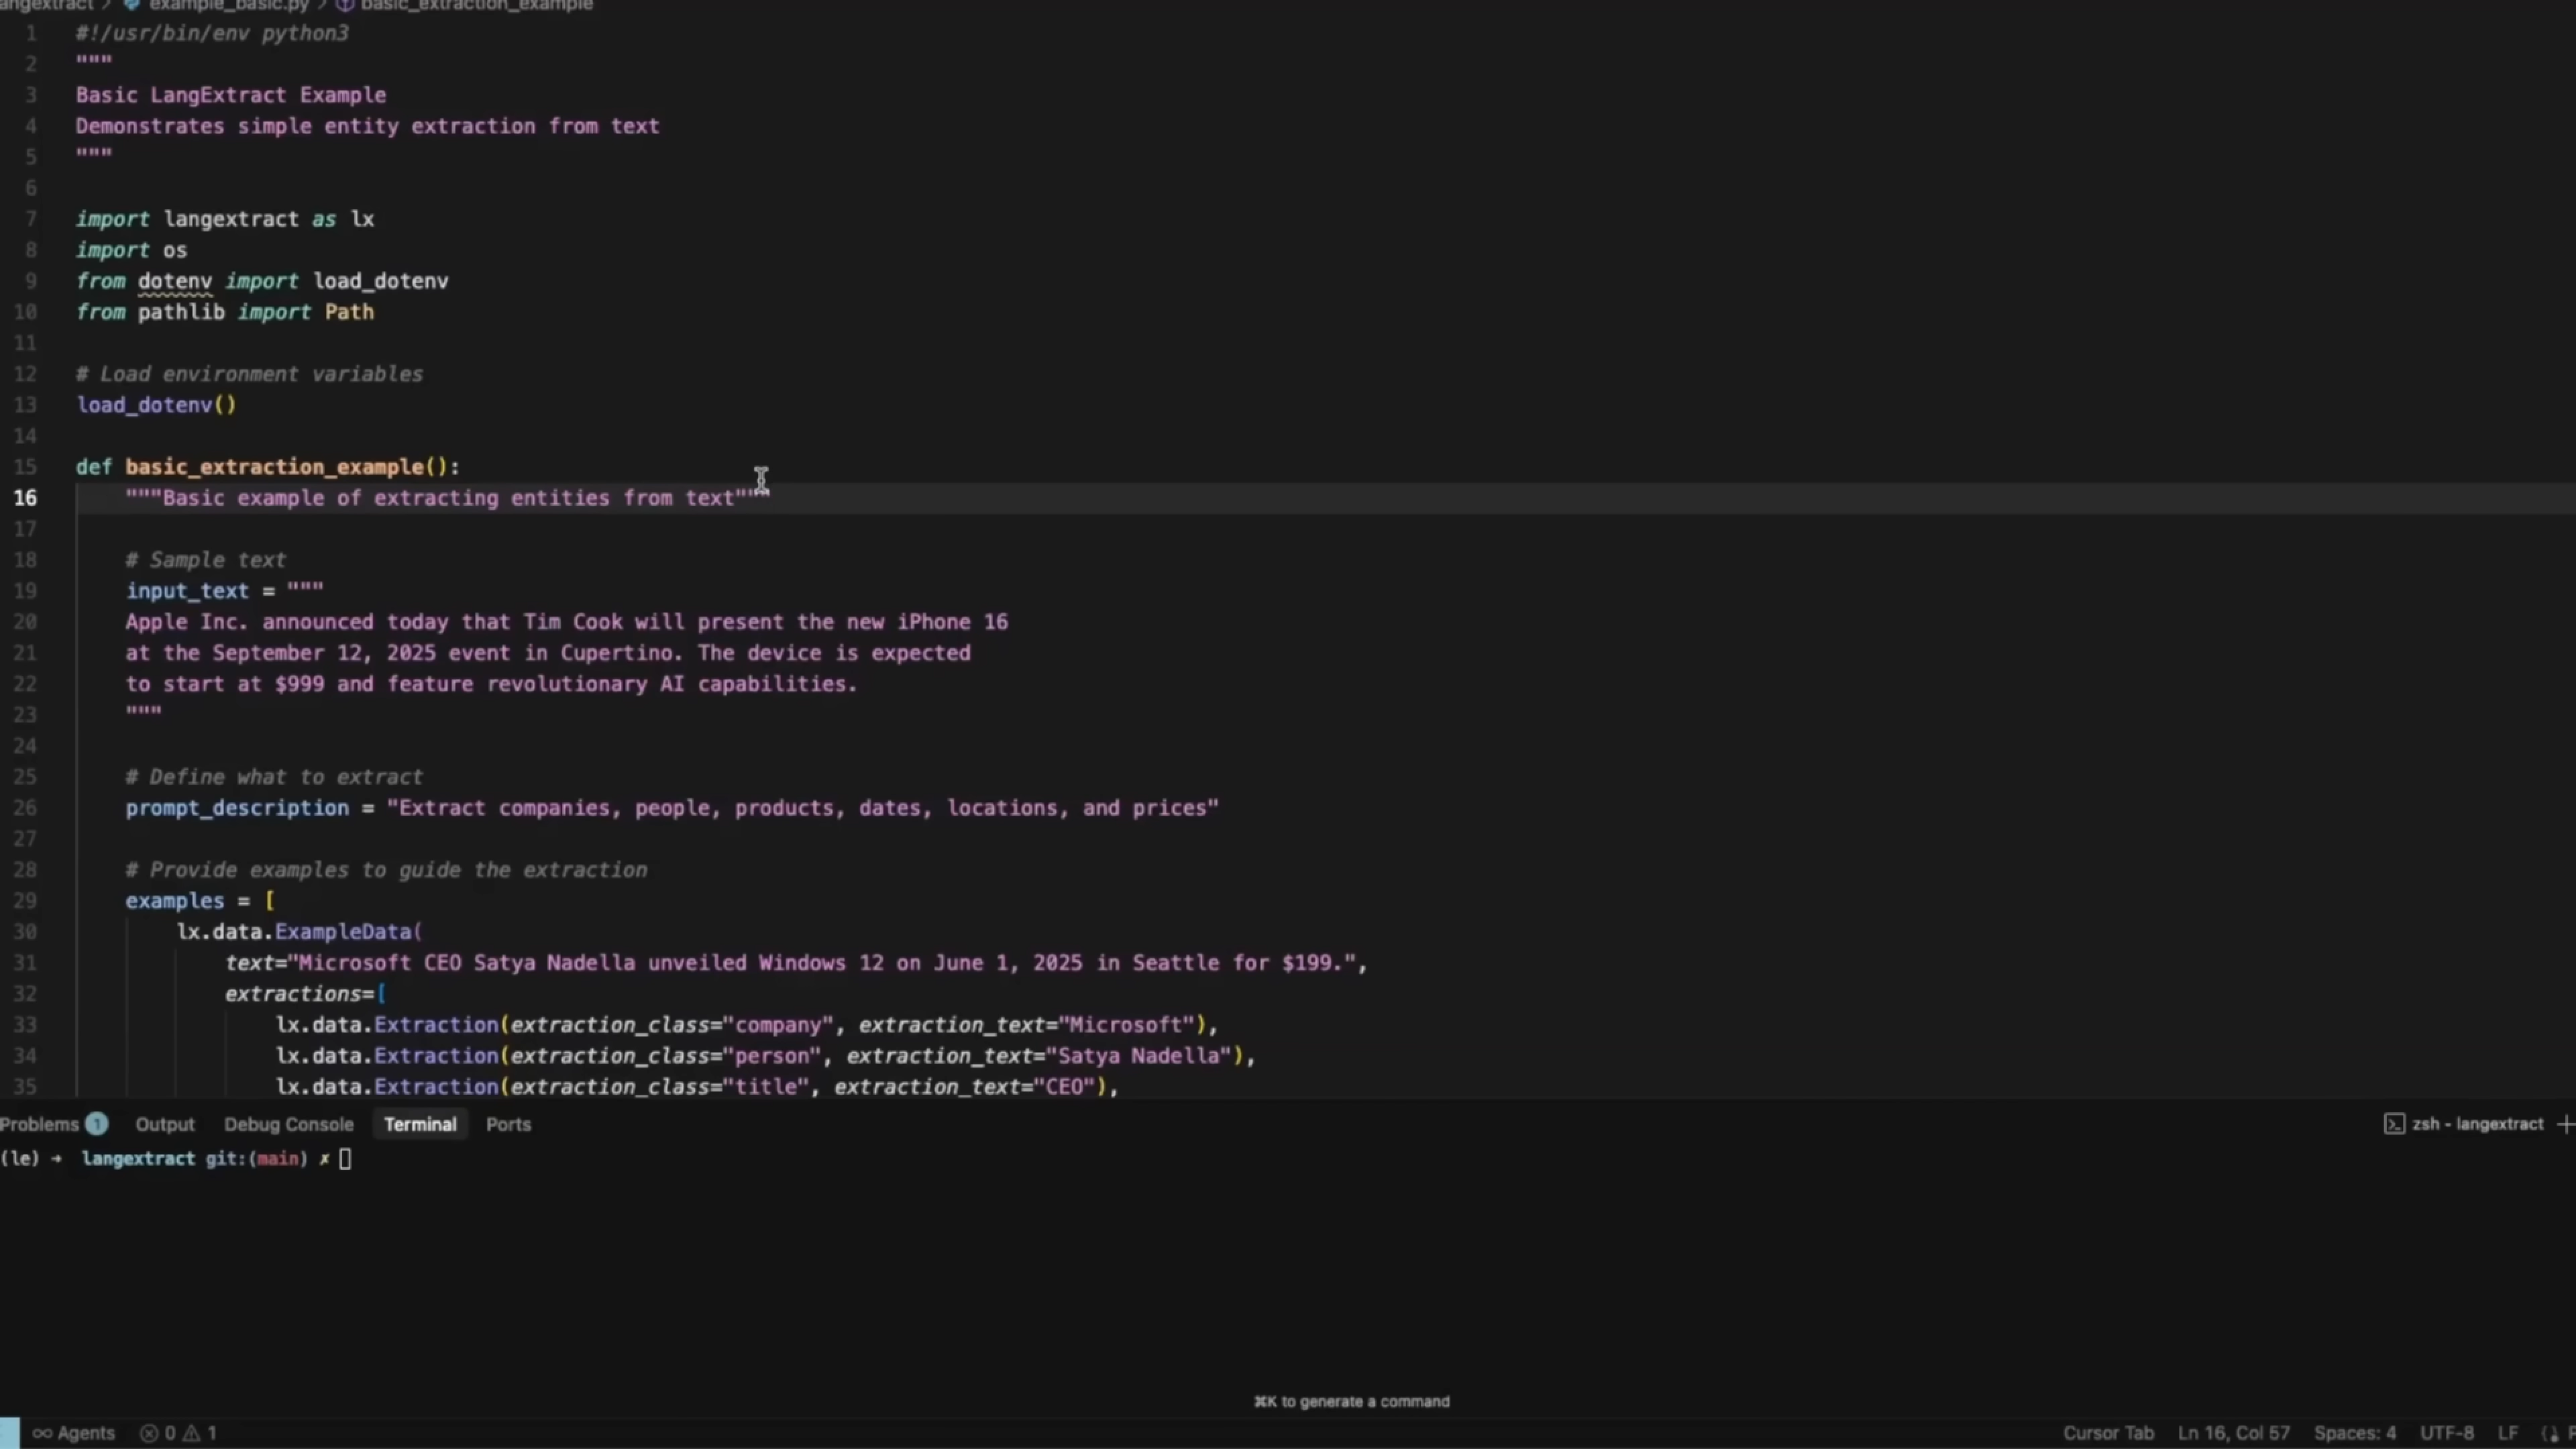 langextract > example_basic.py > basic_extraction_example
1 #!/usr/bin/env python3
2 """
3 Basic LangExtract Example
4 Demonstrates simple entity extraction from text
5 """
6
7 import langextract as lx
8 import os
9 from dotenv import load_dotenv
10 from pathlib import Path
11
12 # Load environment variables
13 load_dotenv()
14
15 def basic_extraction_example():
16     """Basic example of extracting entities from text"""
17
18     # Sample text
19     input_text = """
20     Apple Inc. announced today that Tim Cook will present the new iPhone 16
21     at the September 12, 2025 event in Cupertino. The device is expected
22     to start at $999 and feature revolutionary AI capabilities.
23     """
24
25     # Define what to extract
26     prompt_description = "Extract companies, people, products, dates, locations, and prices"
27
28     # Provide examples to guide the extraction
29     examples = [
30         lx.data.ExampleData(
31             text="Microsoft CEO Satya Nadella unveiled Windows 12 on June 1, 2025 in Seattle for $199.",
32             extractions=[
33                 lx.data.Extraction(extraction_class="company", extraction_text="Microsoft"),
34                 lx.data.Extraction(extraction_class="person", extraction_text="Satya Nadella"),
35                 lx.data.Extraction(extraction_class="title", extraction_text="CEO"),
Problems 1 Output Debug Console Terminal Ports zsh - langextract +
(le) → langextract git:(main) ✗
⌘K to generate a command
Agents 0 1 Cursor Tab Ln 16, Col 57 Spaces: 4 UTF-8 LF